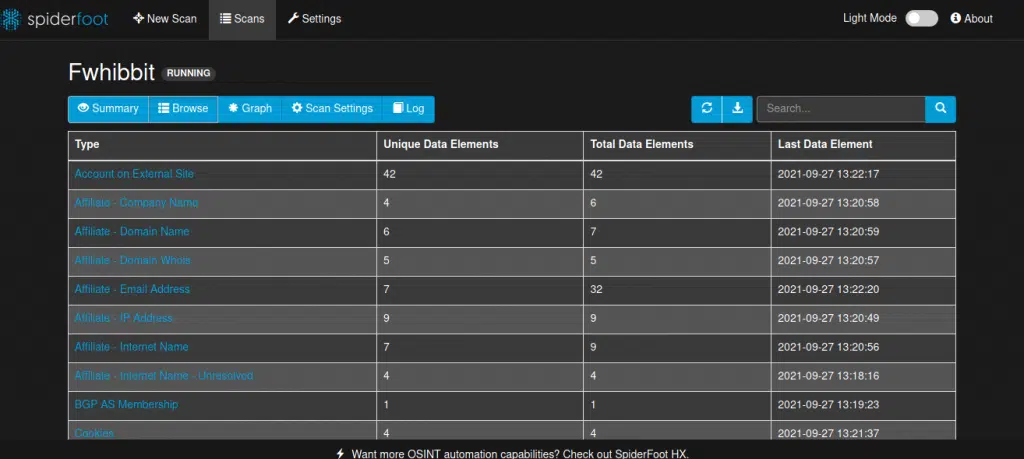 spiderfoot New Scan Scans Settings Light Mode About
Fwhibbit RUNNING
Summary Browse Graph Scan Settings Log Search...
Type Unique Data Elements Total Data Elements Last Data Element
Account on External Site 42 42 2021-09-27 13:22:17
Affiliate - Company Name 4 6 2021-09-27 13:20:58
Affiliate - Domain Name 6 7 2021-09-27 13:20:59
Affiliate - Domain Whois 5 5 2021-09-27 13:20:57
Affiliate - Email Address 7 32 2021-09-27 13:22:20
Affiliate - IP Address 9 9 2021-09-27 13:20:49
Affiliate - Internet Name 7 9 2021-09-27 13:20:56
Affiliate - Internet Name - Unresolved 4 4 2021-09-27 13:18:16
BGP AS Membership 1 1 2021-09-27 13:19:23
Cookies 4 4 2021-09-27 13:21:37
Want more OSINT automation capabilities? Check out SpiderFoot HX.